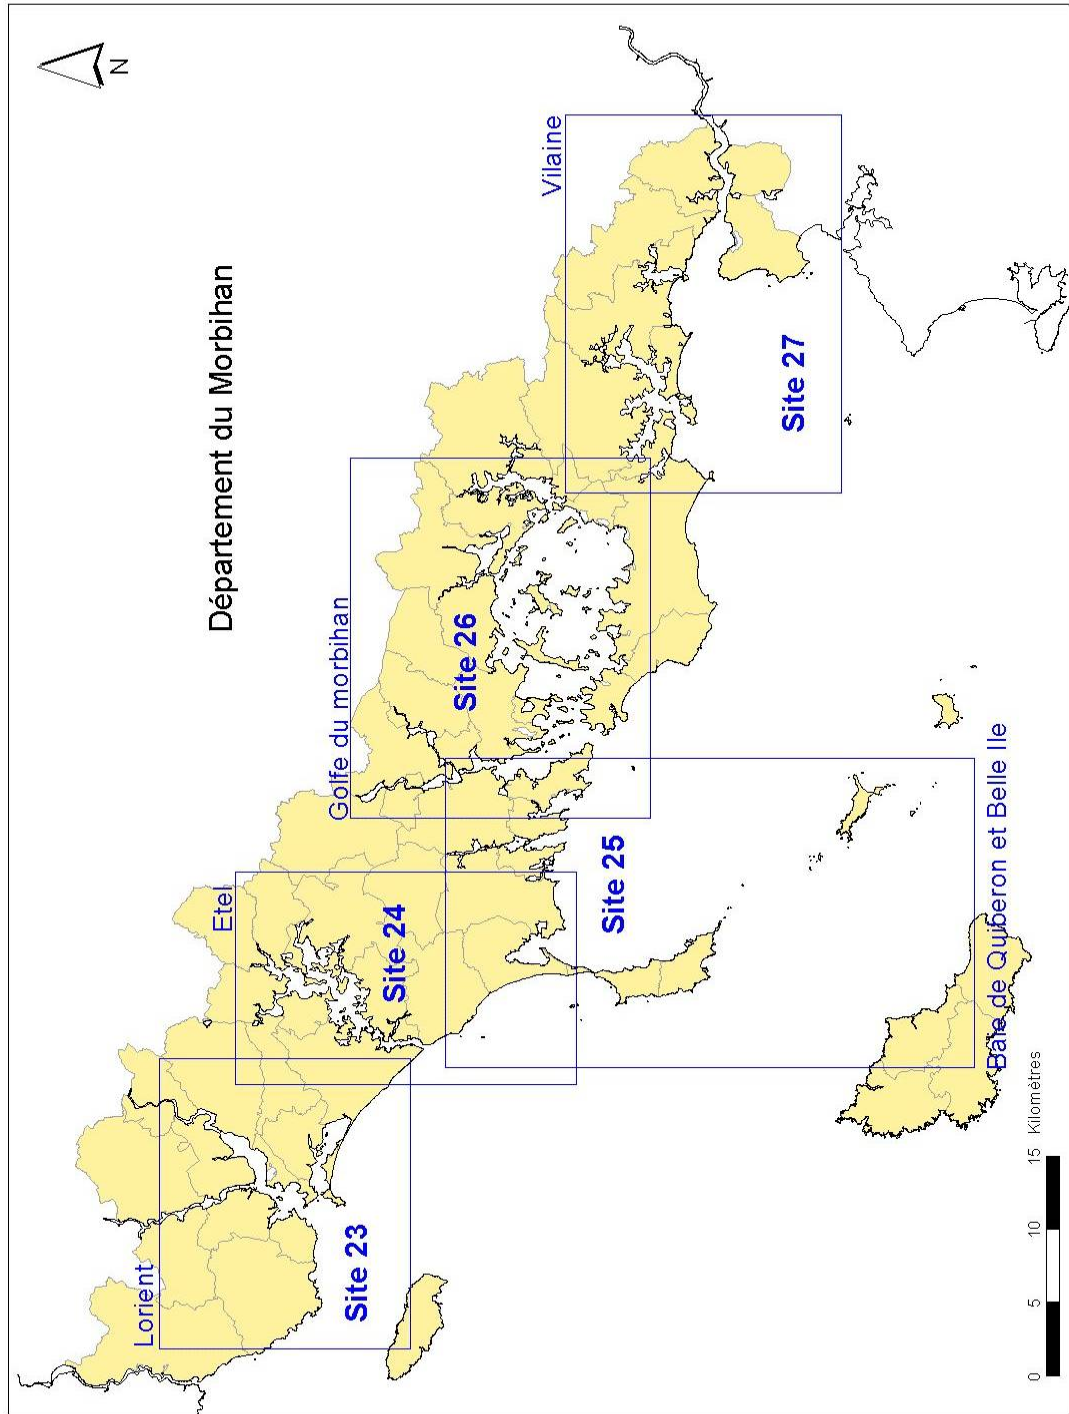 Département du Morbihan
N
Lorient
Site 23
Etel
Site 24
Site 25
Baie de Quiberon et Belle Ile
Golfe du morbihan
Site 26
Vilaine
Site 27
0 5 10 15 Kilomètres